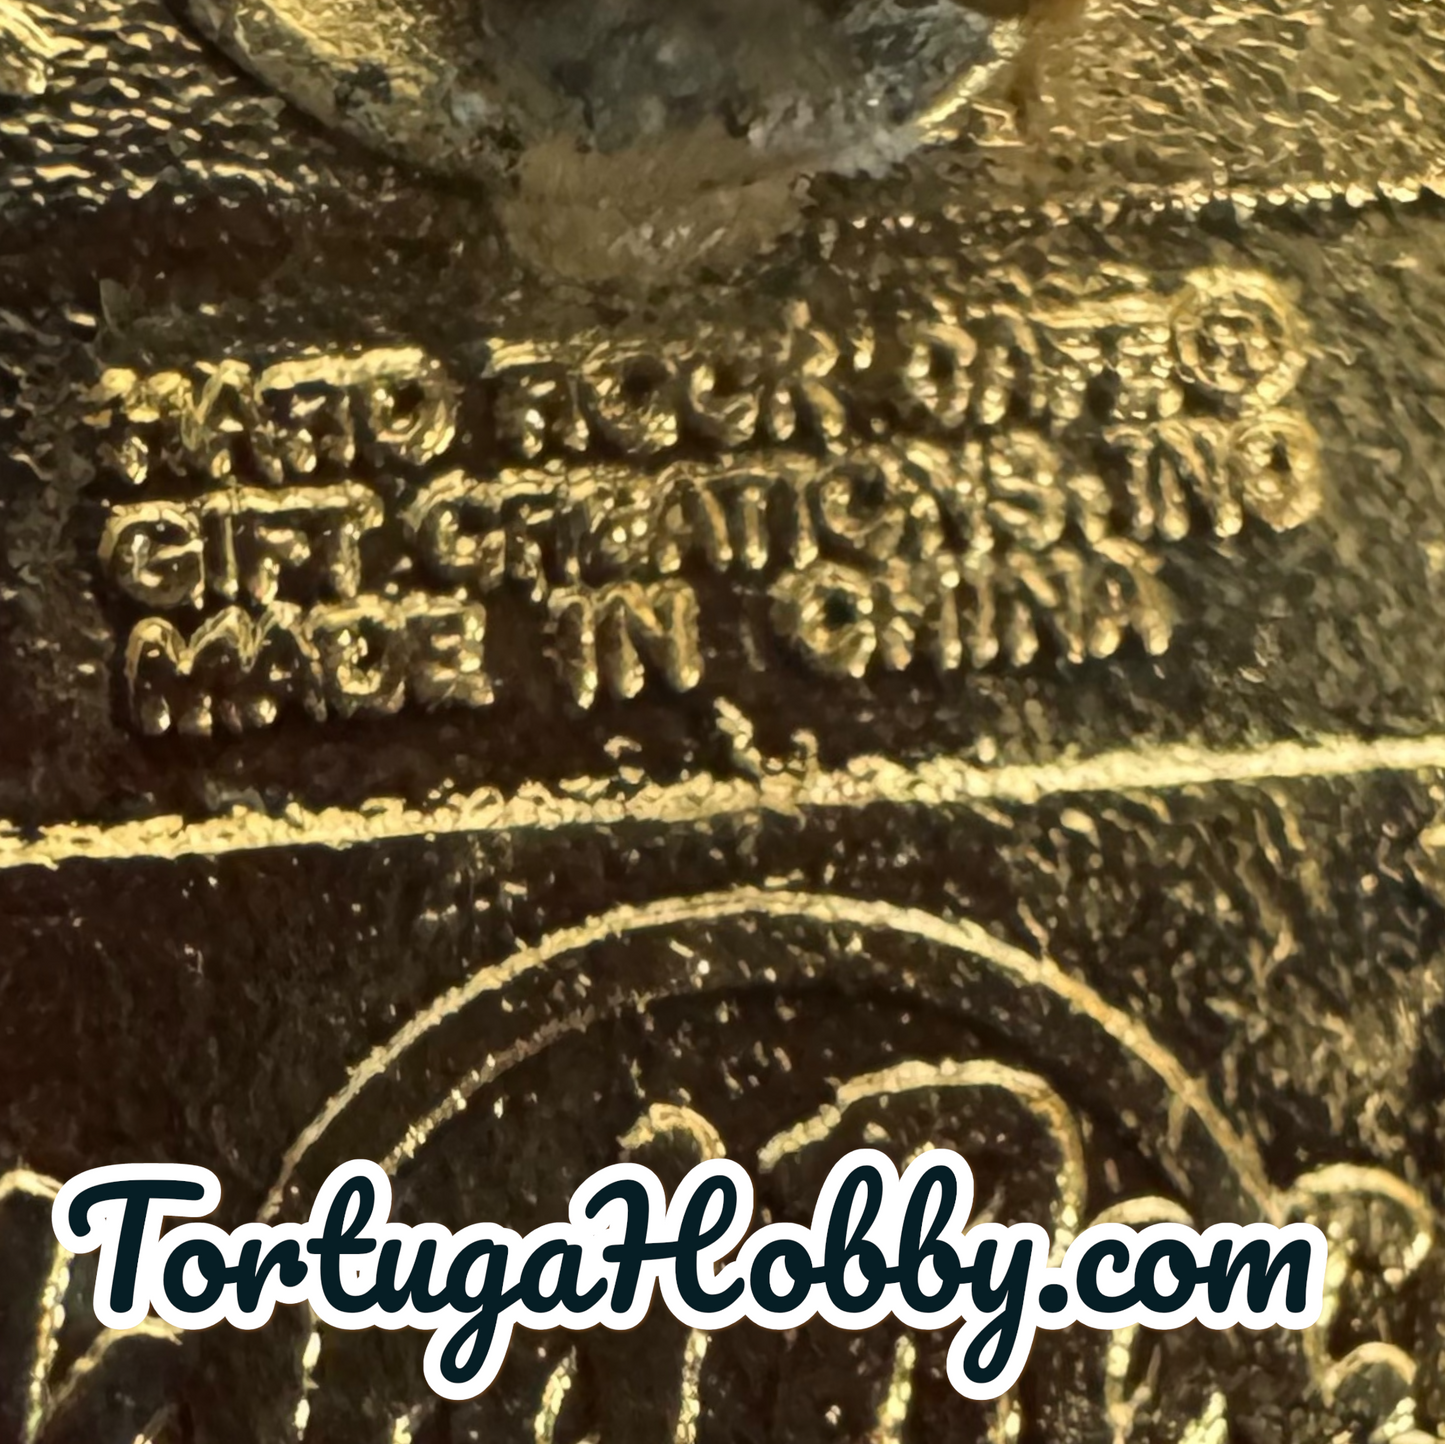 HARD ROCK CAFE®
GIFT CREATIONS, INC
MADE IN CHINA
TortugaHobby.com